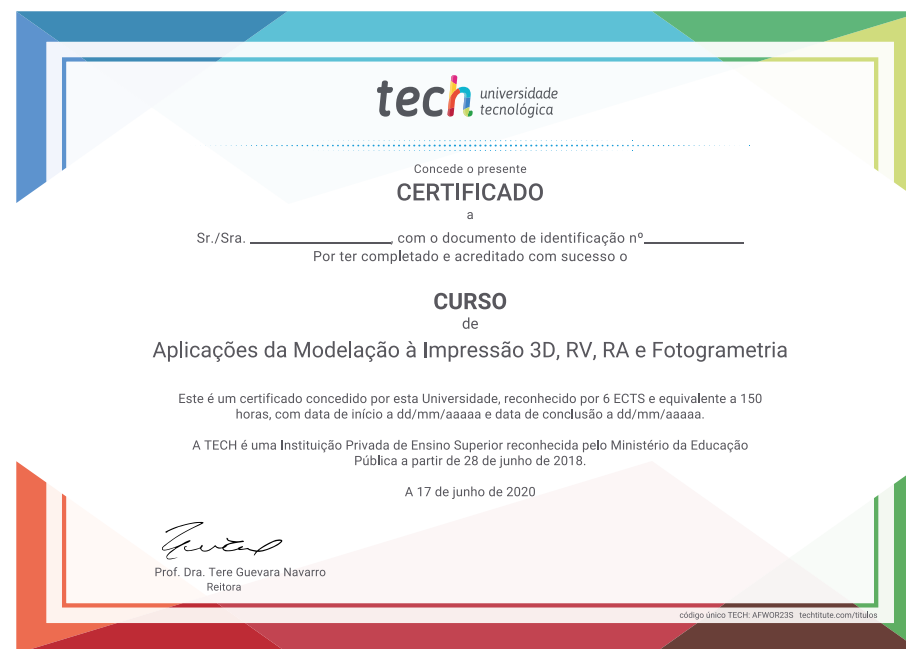 tech universidade
tecnológica
Concede o presente
CERTIFICADO
a
Sr./Sra. ________________, com o documento de identificação nº____________
Por ter completado e acreditado com sucesso o
CURSO
de
Aplicações da Modelação à Impressão 3D, RV, RA e Fotogrametria
Este é um certificado concedido por esta Universidade, reconhecido por 6 ECTS e equivalente a 150
horas, com data de início a dd/mm/aaaaa e data de conclusão a dd/mm/aaaaa.
A TECH é uma Instituição Privada de Ensino Superior reconhecida pelo Ministério da Educação
Pública a partir de 28 de junho de 2018.
A 17 de junho de 2020
Prof. Dra. Tere Guevara Navarro
Reitora
código único TECH: AFWOR23S techtitute.com/titulos